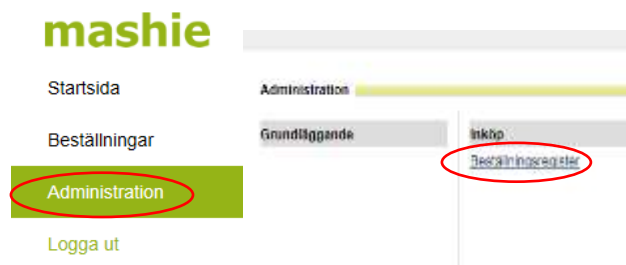 mashie
Startsida
Beställningar
Administration
Logga ut
Administration
Grundläggande
Inköp
Beställningsregister